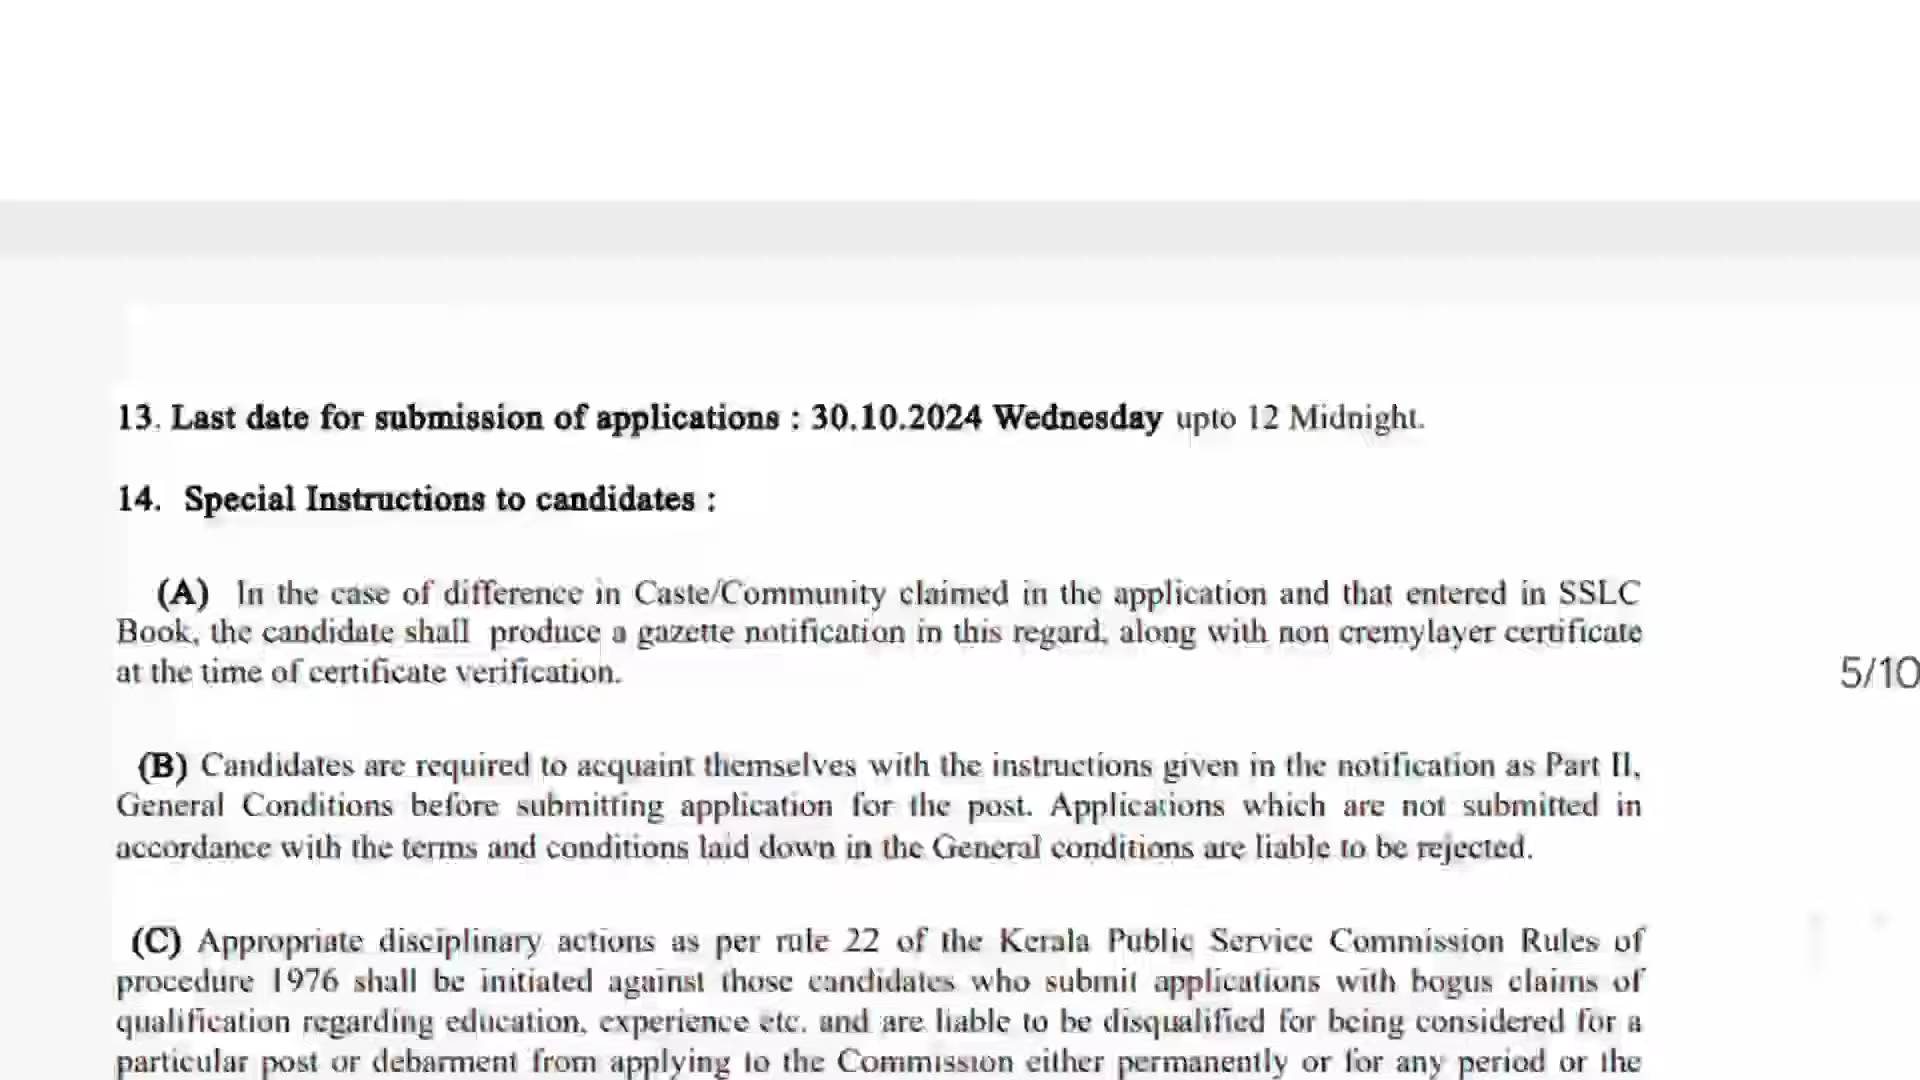 13. Last date for submission of applications : 30.10.2024 Wednesday upto 12 Midnight.
14. Special Instructions to candidates :
(A) In the case of difference in Caste/Community claimed in the application and that entered in SSLC
Book, the candidate shall produce a gazette notification in this regard, along with non cremylayer certificate
at the time of certificate verification.
5/10
(B) Candidates are required to acquaint themselves with the instructions given in the notification as Part II,
General Conditions before submitting application for the post. Applications which are not submitted in
accordance with the terms and conditions laid down in the General conditions are liable to be rejected.
(C) Appropriate disciplinary actions as per rule 22 of the Kerala Public Service Commission Rules of
procedure 1976 shall be initiated against those candidates who submit applications with bogus claims of
qualification regarding education, experience etc. and are liable to be disqualified for being considered for a
particular post or debarment from applying to the Commission either permanently or for any period or the